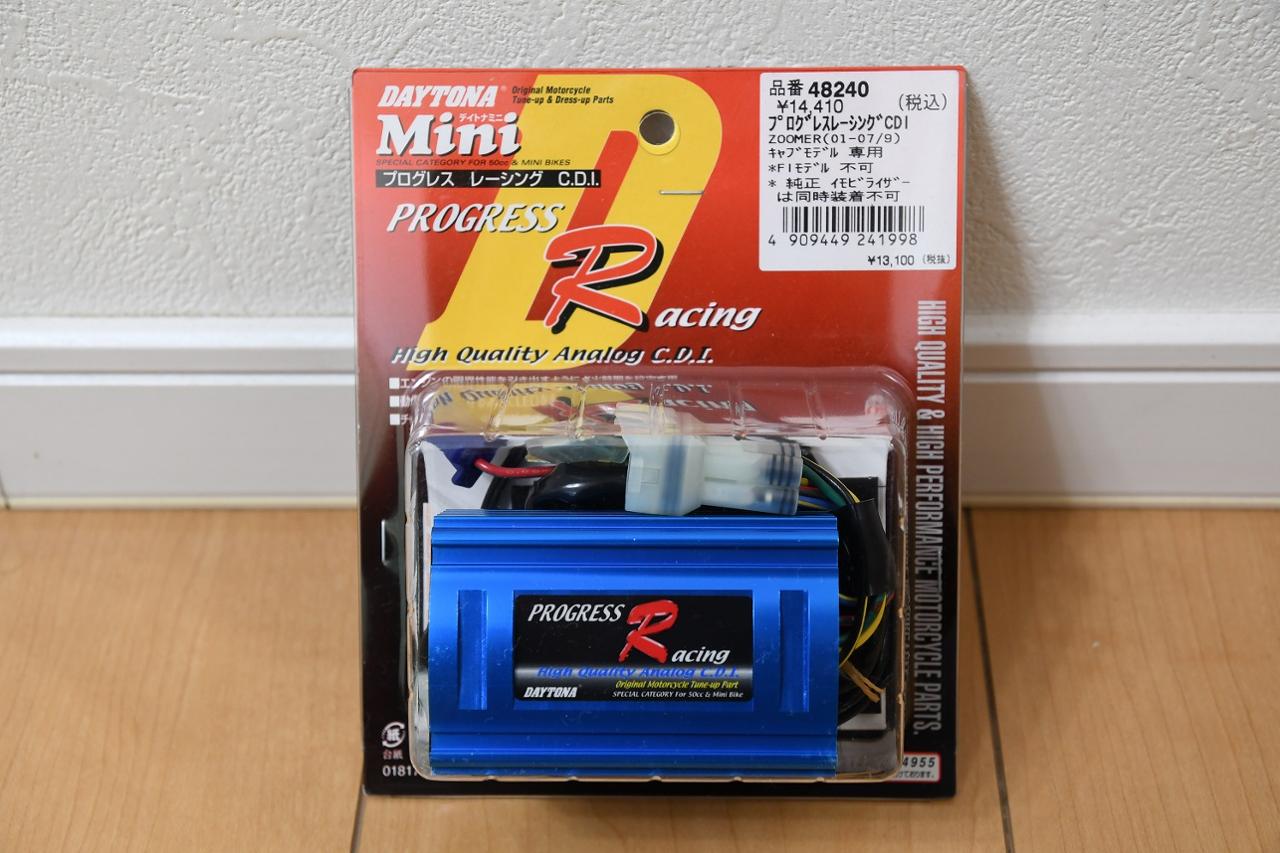 DAYTONA
Original Motorcycle
Tune-up & Dress-up Parts
デイトナミニ
Mini
SPECIAL CATEGORY FOR 50cc & MINI BIKES
プログレス レーシング C.D.I.
PROGRESS
Racing
High Quality Analog C.D.I.
品番 48240
¥14,410 (税込)
プログレスレーシングCDI
ZOOMER(01-07/9)
キャブモデル 専用
*FIモデル 不可
* 純正 イモビライザー
は同時装着不可
4 909449 241998
¥13,100 (税抜)
HIGH QUALITY & HIGH PERFORMANCE MOTORCYCLE PARTS.
PROGRESS
Racing
High Quality Analog C.D.I.
Original Motorcycle Tune-up Part
DAYTONA
SPECIAL CATEGORY For 50cc & Mini Bike
紙
台紙
4955